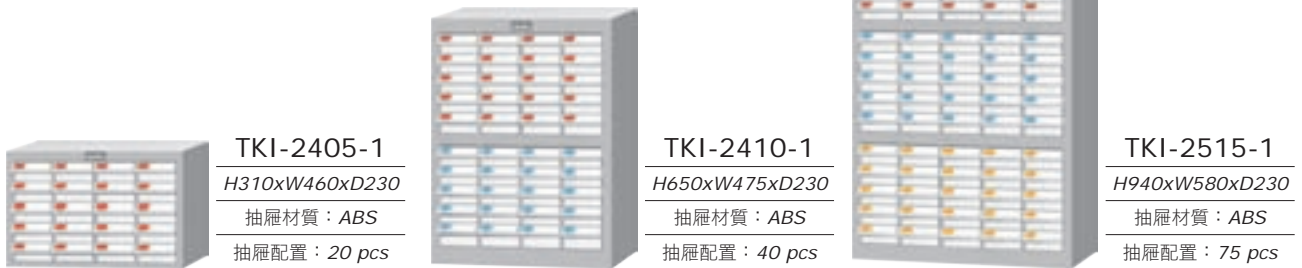 TKI-2405-1
H310xW460xD230
抽屜材質：ABS
抽屜配置：20 pcs
TKI-2410-1
H650xW475xD230
抽屜材質：ABS
抽屜配置：40 pcs
TKI-2515-1
H940xW580xD230
抽屜材質：ABS
抽屜配置：75 pcs